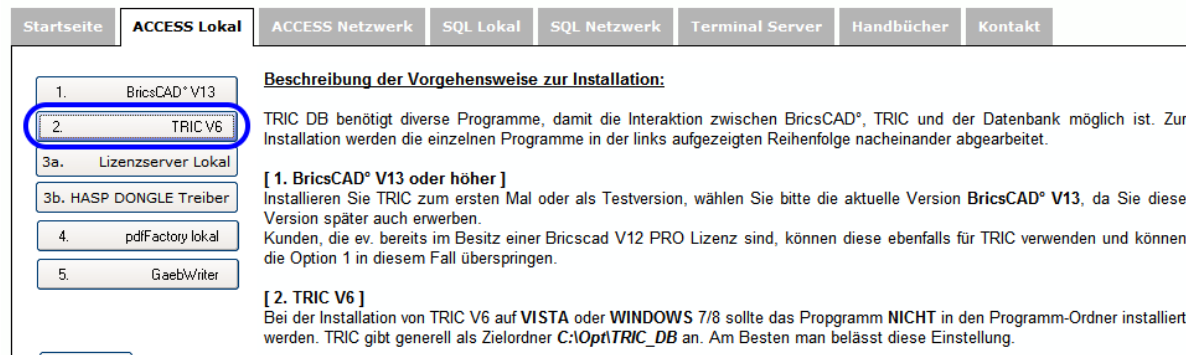 Startseite ACCESS Lokal ACCESS Netzwerk SQL Lokal SQL Netzwerk Terminal Server Handbücher Kontakt
1. BricsCAD° V13
2. TRIC V6
3a. Lizenzserver Lokal
3b. HASP DONGLE Treiber
4. pdfFactory lokal
5. GaebWriter
Beschreibung der Vorgehensweise zur Installation:
TRIC DB benötigt diverse Programme, damit die Interaktion zwischen BricsCAD°, TRIC und der Datenbank möglich ist. Zur
Installation werden die einzelnen Programme in der links aufgezeigten Reihenfolge nacheinander abgearbeitet.
[ 1. BricsCAD° V13 oder höher ]
Installieren Sie TRIC zum ersten Mal oder als Testversion, wählen Sie bitte die aktuelle Version BricsCAD° V13, da Sie diese
Version später auch erwerben.
Kunden, die ev. bereits im Besitz einer Bricscad V12 PRO Lizenz sind, können diese ebenfalls für TRIC verwenden und können
die Option 1 in diesem Fall überspringen.
[ 2. TRIC V6 ]
Bei der Installation von TRIC V6 auf VISTA oder WINDOWS 7/8 sollte das Propgramm NICHT in den Programm-Ordner installiert
werden. TRIC gibt generell als Zielordner C:\Opt\TRIC_DB an. Am Besten man belässt diese Einstellung.